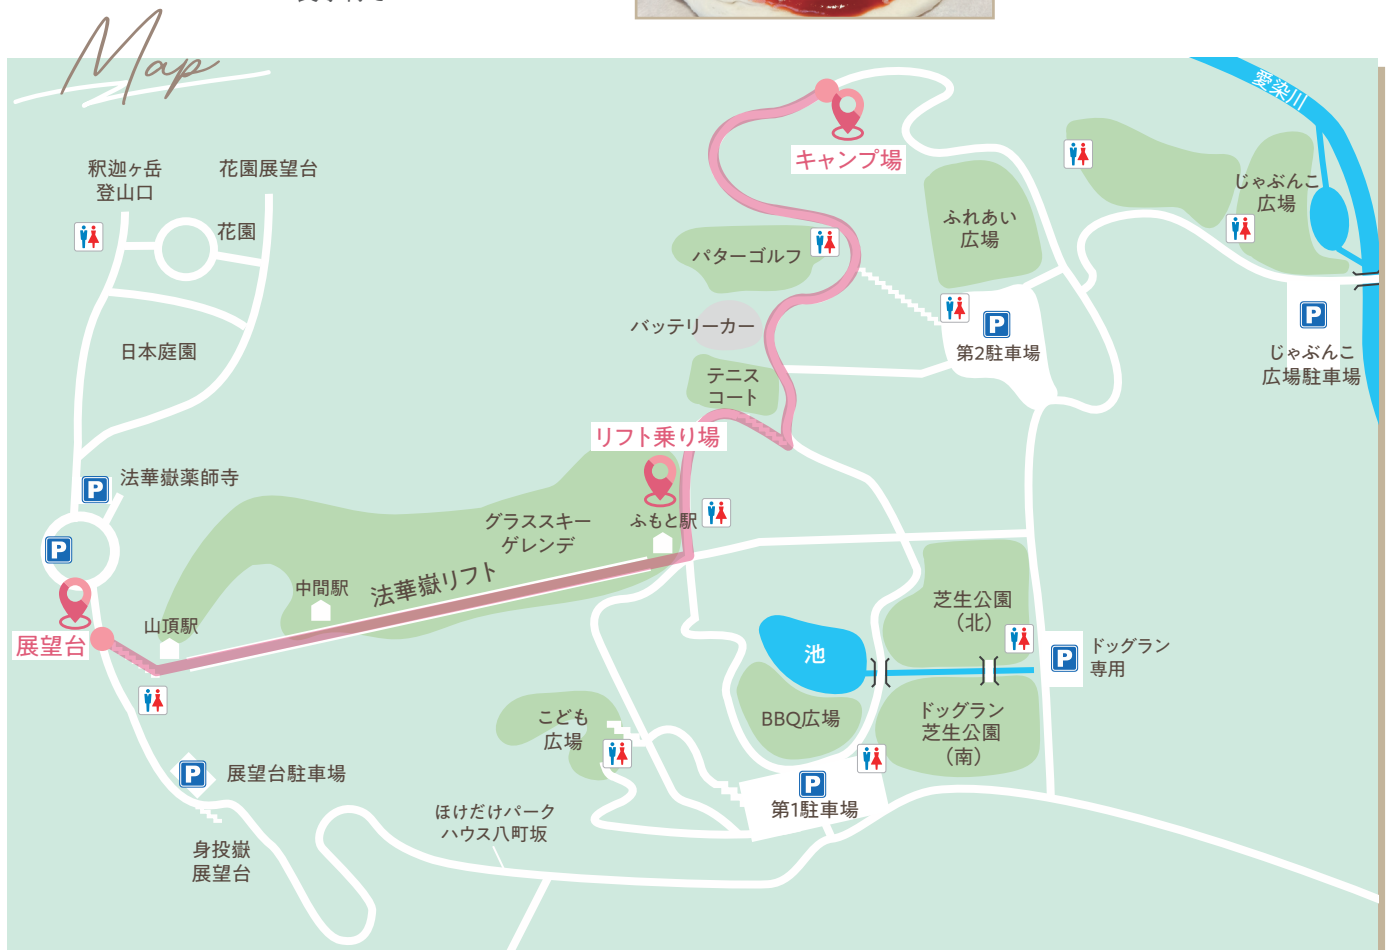 Map
愛染川
キャンプ場
釈迦ヶ岳
登山口
花園展望台
花園
じゃぶんこ
広場
ふれあい
広場
パターゴルフ
バッテリーカー
P
第2駐車場
P
じゃぶんこ
広場駐車場
日本庭園
テニス
コート
リフト乗り場
法華嶽薬師寺
P
グラススキー
ゲレンデ
ふもと駅
P
法華嶽リフト
中間駅
山頂駅
展望台
芝生公園
（北）
池
P
ドッグラン
専用
こども
広場
BBQ広場
ドッグラン
芝生公園
（南）
P
展望台駐車場
P
第1駐車場
ほけだけパーク
ハウス八町坂
身投嶽
展望台